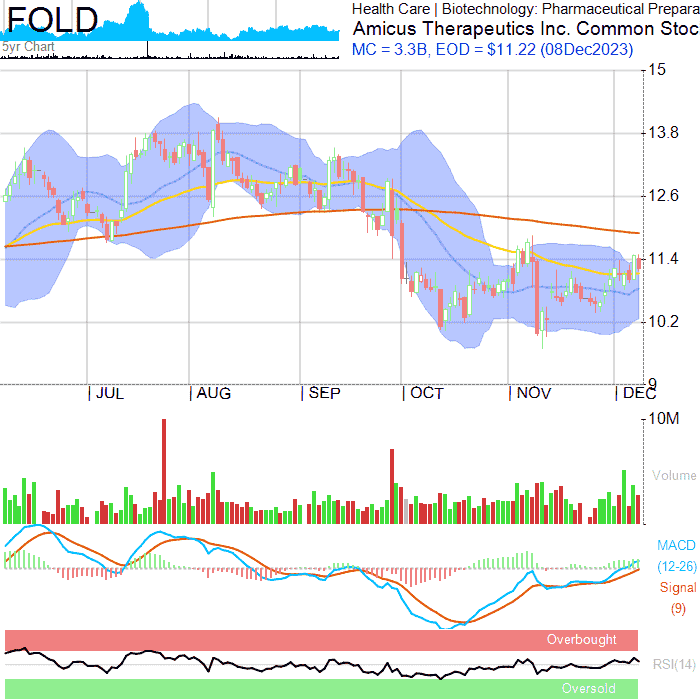 FOLD
5yr Chart
Health Care | Biotechnology: Pharmaceutical Prepara
Amicus Therapeutics Inc. Common Stoc
MC = 3.3B, EOD = $11.22 (08Dec2023)
15
13.8
12.6
11.4
10.2
9
JUL
AUG
SEP
OCT
NOV
DEC
10M
Volume
MACD
(12-26)
Signal
(9)
Overbought
RSI(14)
Oversold